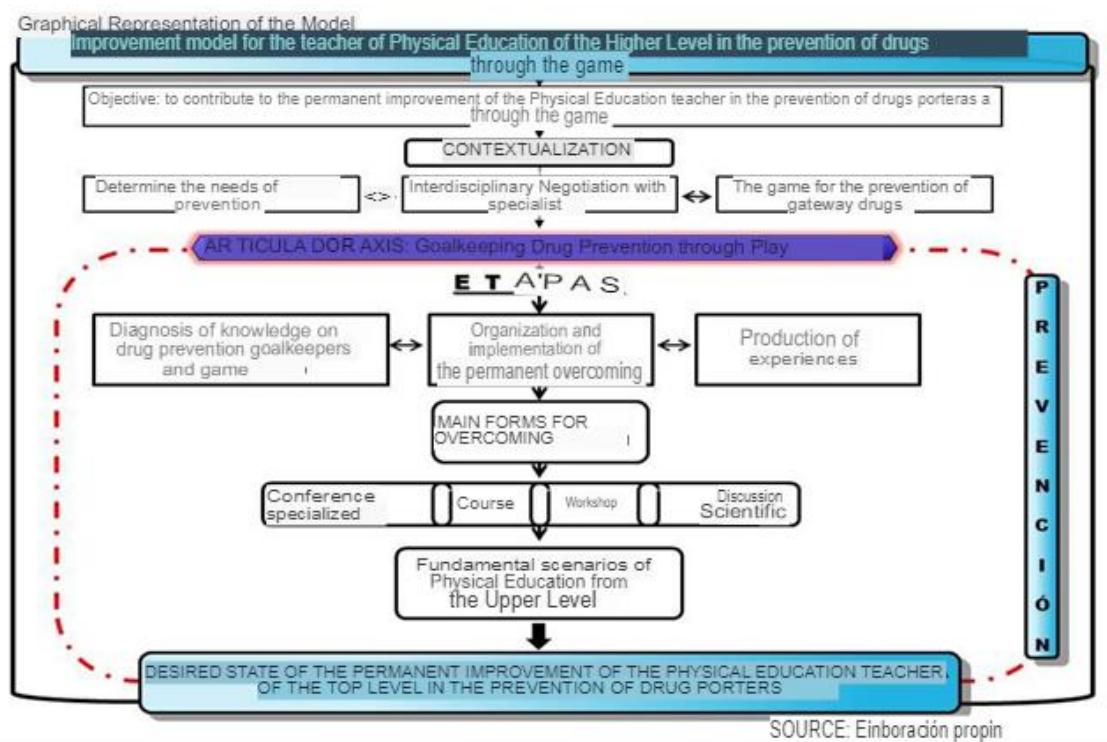 Graphical Representation of the Model
Improvement model for the teacher of Physical Education of the Higher Level in the prevention of drugs
through the game
Objective: to contribute to the permanent improvement of the Physical Education teacher in the prevention of drugs porteras a
through the game
CONTEXTUALIZATION
Determine the needs of
prevention
<>
Interdisciplinary Negotiation with
specialist
The game for the prevention of
gateway drugs
AR TICULA DOR AXIS: Goalkeeping Drug Prevention through Play
E T A P A S.
Diagnosis of knowledge on
drug prevention goalkeepers
and game
Organization and
implementation of
the permanent overcoming
Production of
experiences
MAIN FORMS FOR
OVERCOMING
Conference
specialized
Course
Workshop
Discussion
Scientific
Fundamental scenarios of
Physical Education from
the Upper Level
DESIRED STATE OF THE PERMANENT IMPROVEMENT OF THE PHYSICAL EDUCATION TEACHER
OF THE TOP LEVEL IN THE PREVENTION OF DRUG PORTERS
P
R
E
V
E
N
C
I
Ó
N
SOURCE: Einboración propin